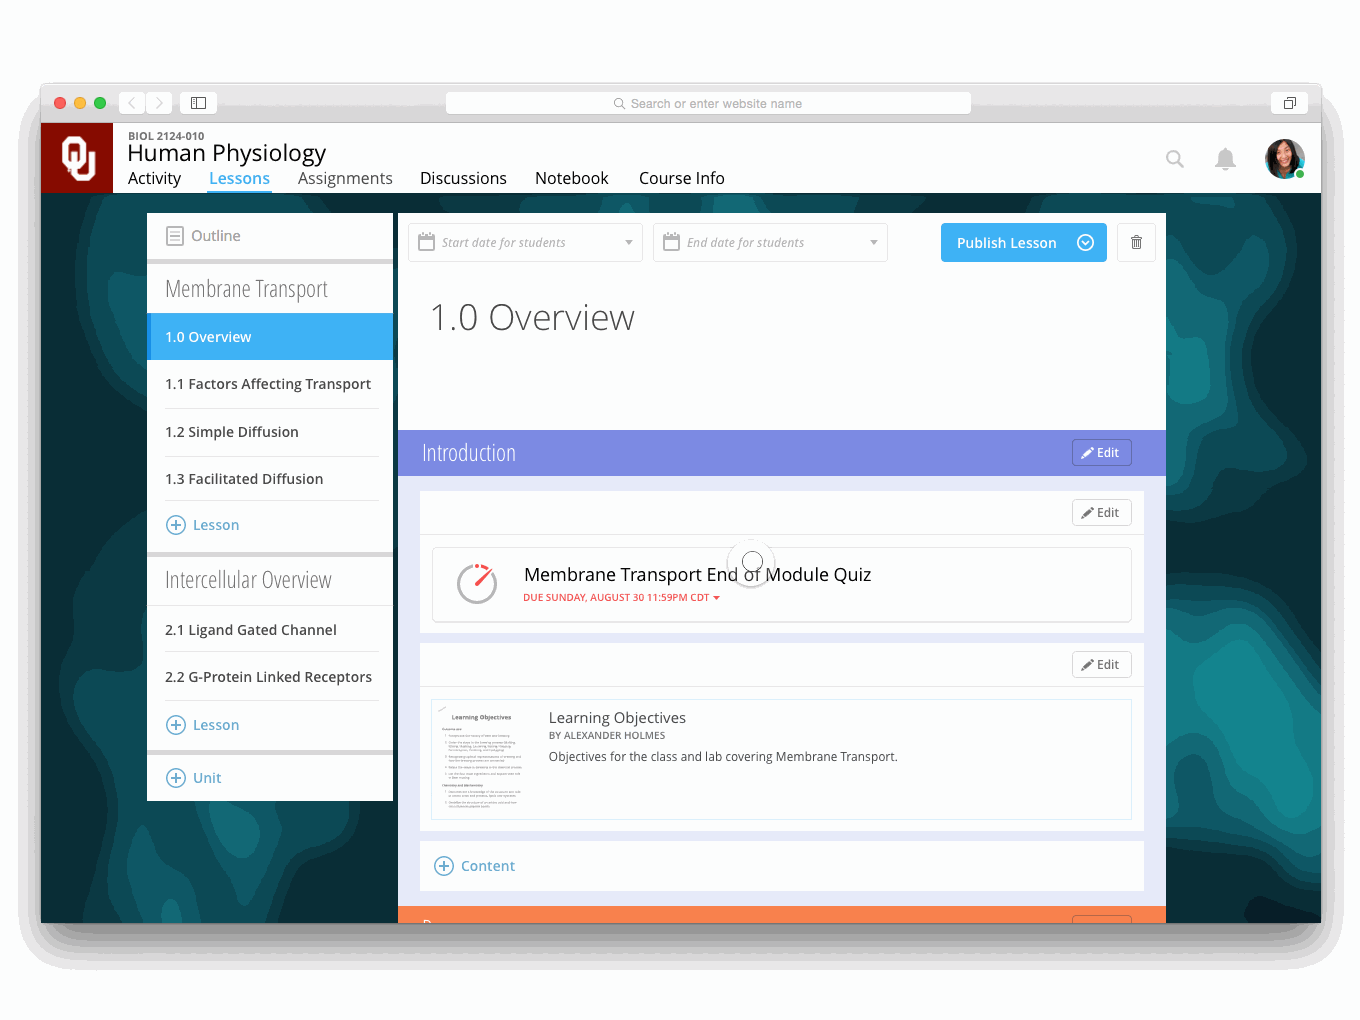 Search or enter website name
OU
BIOL 2124-010
Human Physiology
Activity
Lessons
Assignments
Discussions
Notebook
Course Info
Outline
Membrane Transport
1.0 Overview
1.1 Factors Affecting Transport
1.2 Simple Diffusion
1.3 Facilitated Diffusion
Lesson
Intercellular Overview
2.1 Ligand Gated Channel
2.2 G-Protein Linked Receptors
Lesson
Unit
Start date for students
End date for students
Publish Lesson
1.0 Overview
Introduction
Edit
Edit
Membrane Transport End of Module Quiz
DUE SUNDAY, AUGUST 30 11:59PM CDT
Edit
Learning Objectives
Learning Objectives
BY ALEXANDER HOLMES
Objectives for the class and lab covering Membrane Transport.
Content